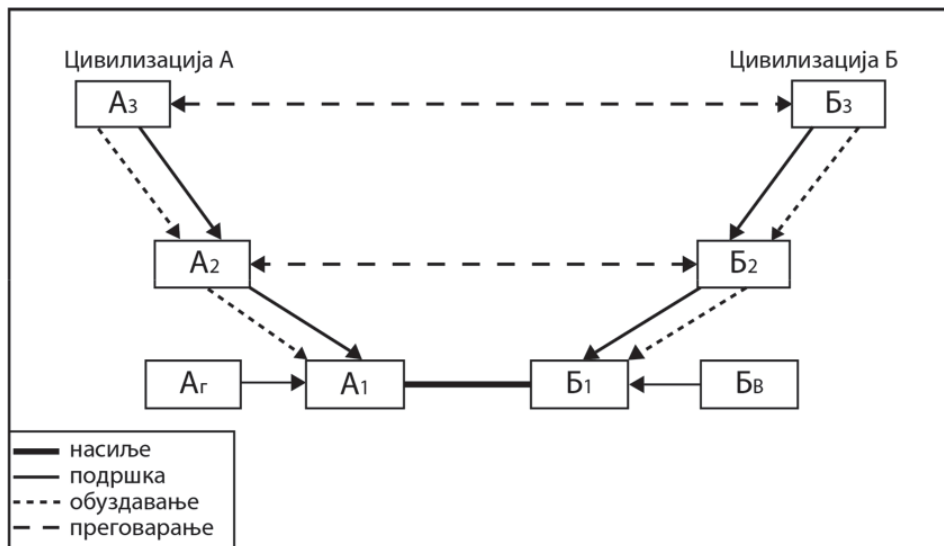 Цивилизација А
Цивилизација Б
А3
Б3
А2
Б2
Аг
А1
Б1
Бв
насиље
подршка
обуздавање
преговарање